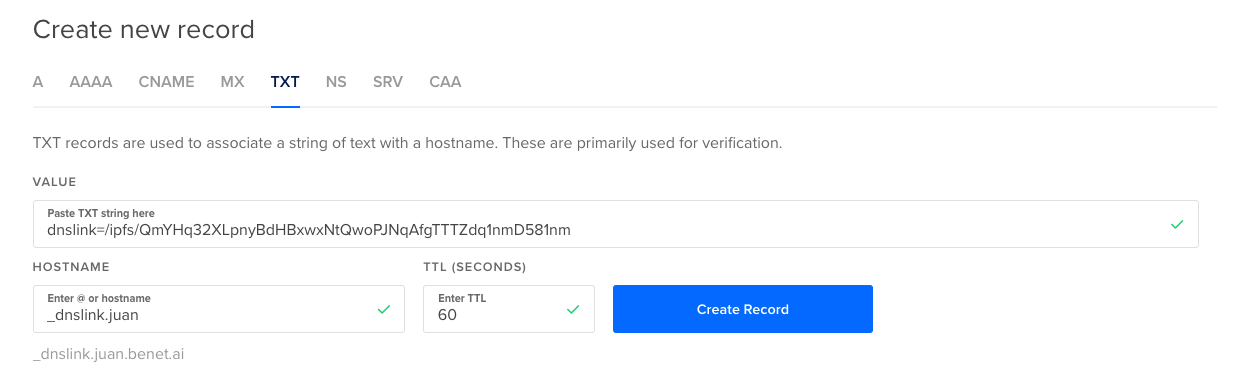 Create new record
A AAAA CNAME MX TXT NS SRV CAA
TXT records are used to associate a string of text with a hostname. These are primarily used for verification.
VALUE
Paste TXT string here
dnslink=/ipfs/QmYHq32XLpnyBdHBxwxNtQwoPJNqAfgTTTZdq1nmD581nm
HOSTNAME TTL (SECONDS)
Enter @ or hostname Enter TTL
_dnslink.juan 60 Create Record
_dnslink.juan.benet.ai